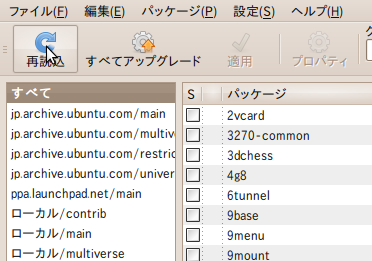 ファイル(F) 編集(E) パッケージ(P) 設定(S) ヘルプ(H)
再読込 すべてアップグレード 適用 プロパティ
すべて
jp.archive.ubuntu.com/main
jp.archive.ubuntu.com/multiv
jp.archive.ubuntu.com/restric
jp.archive.ubuntu.com/univer
ppa.launchpad.net/main
ローカル/contrib
ローカル/main
ローカル/multiverse
S パッケージ
2vcard
3270-common
3dchess
4g8
6tunnel
9base
9menu
9mount